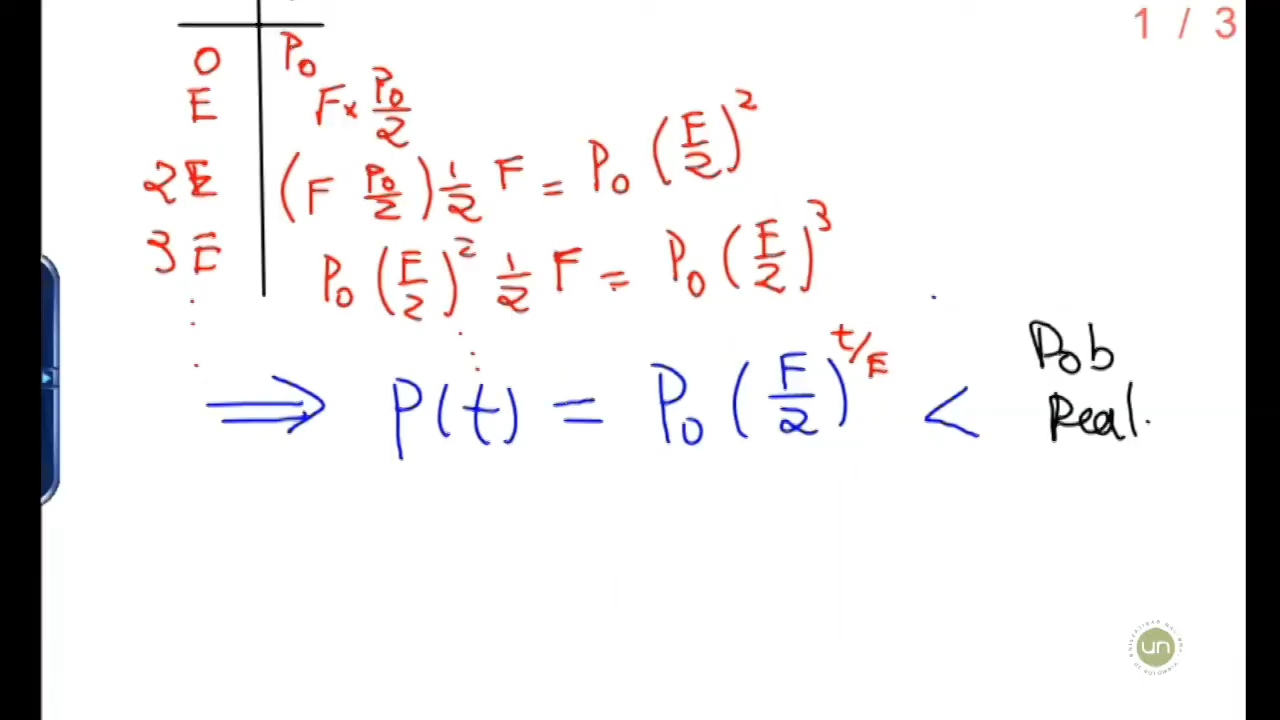 1 / 3
0 P₀
E F × P₀/2
2E (F P₀/2) 1/2 F = P₀ (F/2)²
3E P₀ (F/2)² 1/2 F = P₀ (F/2)³
⟹ P(t) = P₀ (F/2)^(t/E) < Pob
Real.
un